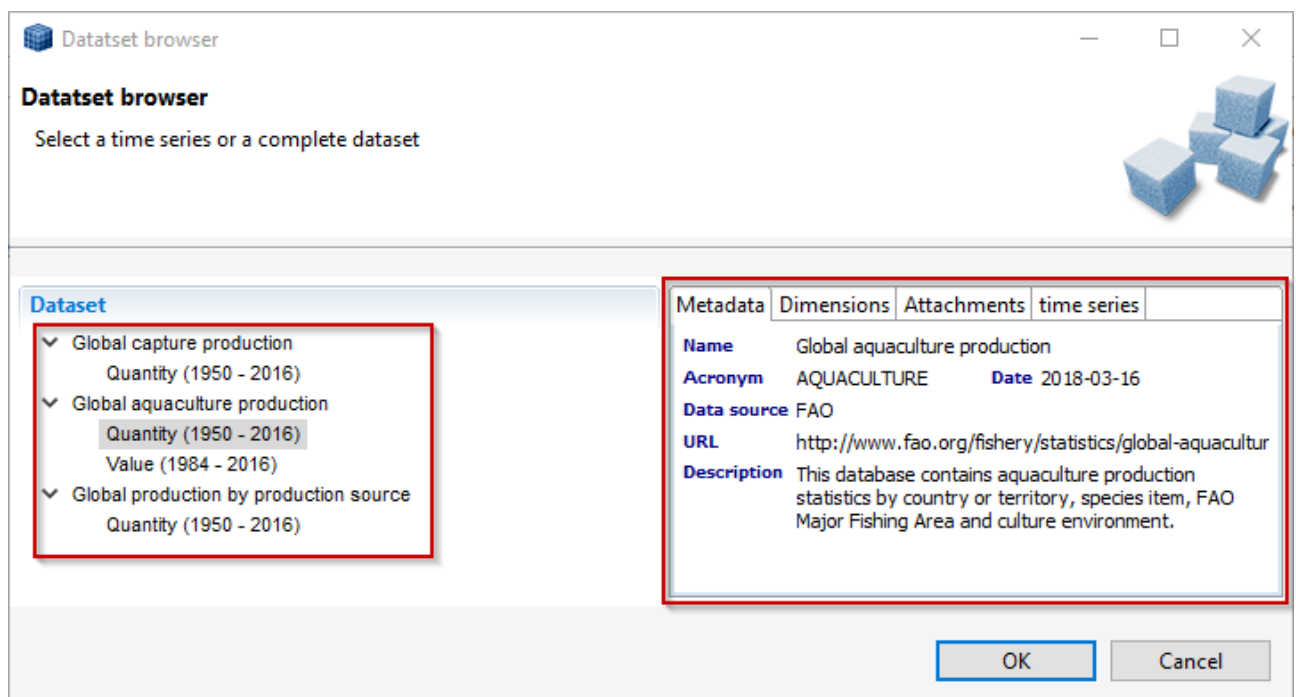 Datatset browser
Datatset browser
Select a time series or a complete dataset
Dataset
Global capture production
Quantity (1950 - 2016)
Global aquaculture production
Quantity (1950 - 2016)
Value (1984 - 2016)
Global production by production source
Quantity (1950 - 2016)
Metadata Dimensions Attachments time series
Name Global aquaculture production
Acronym AQUACULTURE Date 2018-03-16
Data source FAO
URL http://www.fao.org/fishery/statistics/global-aquacultur
Description This database contains aquaculture production
statistics by country or territory, species item, FAO
Major Fishing Area and culture environment.
OK Cancel